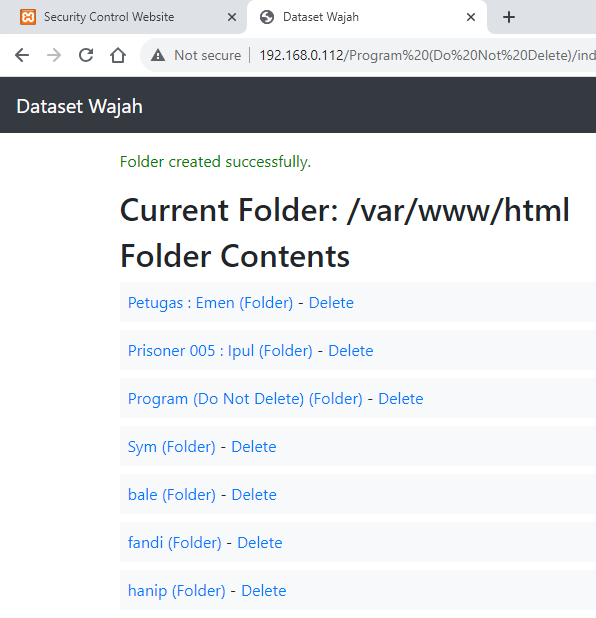 Security Control Website
Dataset Wajah
Not secure
192.168.0.112/Program%20(Do%20Not%20Delete)/ind
Dataset Wajah
Folder created successfully.
Current Folder: /var/www/html
Folder Contents
Petugas : Emen (Folder) - Delete
Prisoner 005 : Ipul (Folder) - Delete
Program (Do Not Delete) (Folder) - Delete
Sym (Folder) - Delete
bale (Folder) - Delete
fandi (Folder) - Delete
hanip (Folder) - Delete